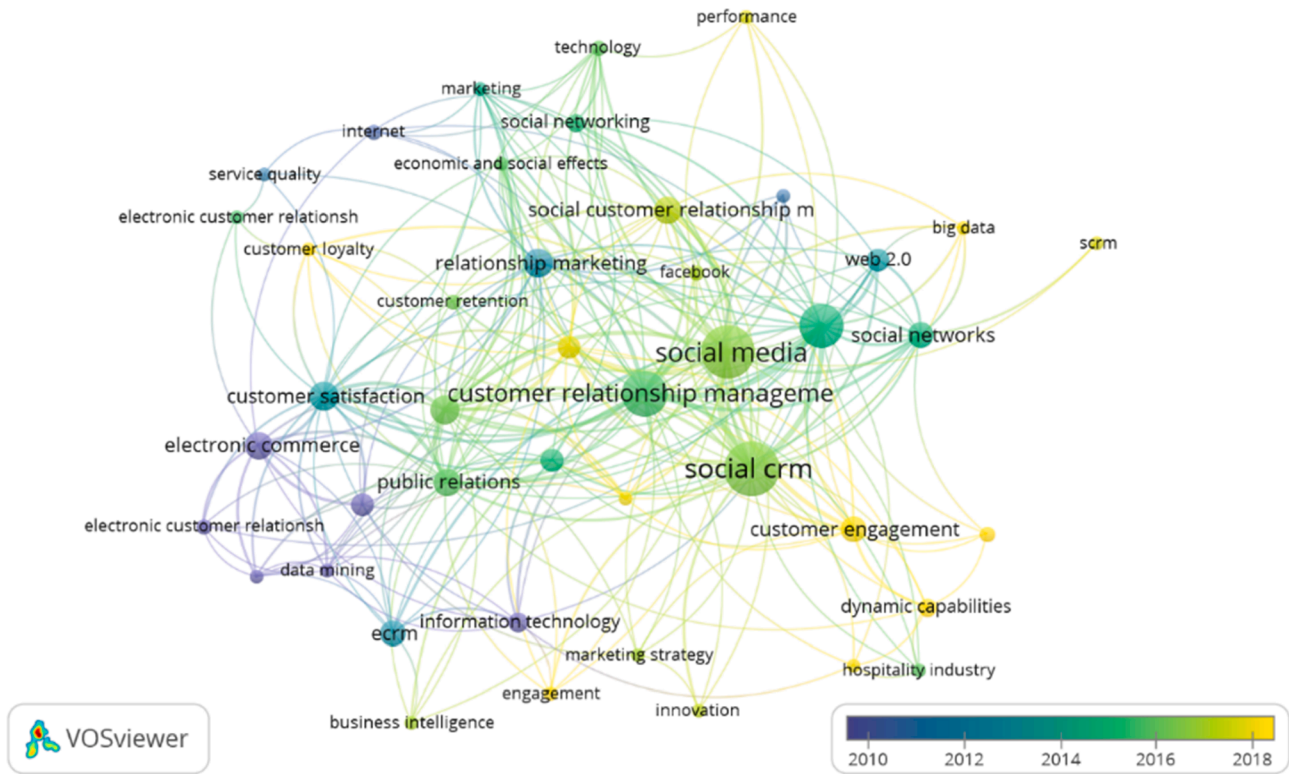 performance
technology
marketing
social networking
internet
economic and social effects
service quality
social customer relationship m
electronic customer relationsh
big data
customer loyalty
scrm
relationship marketing
web 2.0
facebook
customer retention
social networks
social media
customer relationship manageme
customer satisfaction
electronic commerce
social crm
public relations
electronic customer relationsh
customer engagement
data mining
dynamic capabilities
information technology
ecrm
marketing strategy
hospitality industry
engagement
innovation
business intelligence
VOSviewer
2010 2012 2014 2016 2018